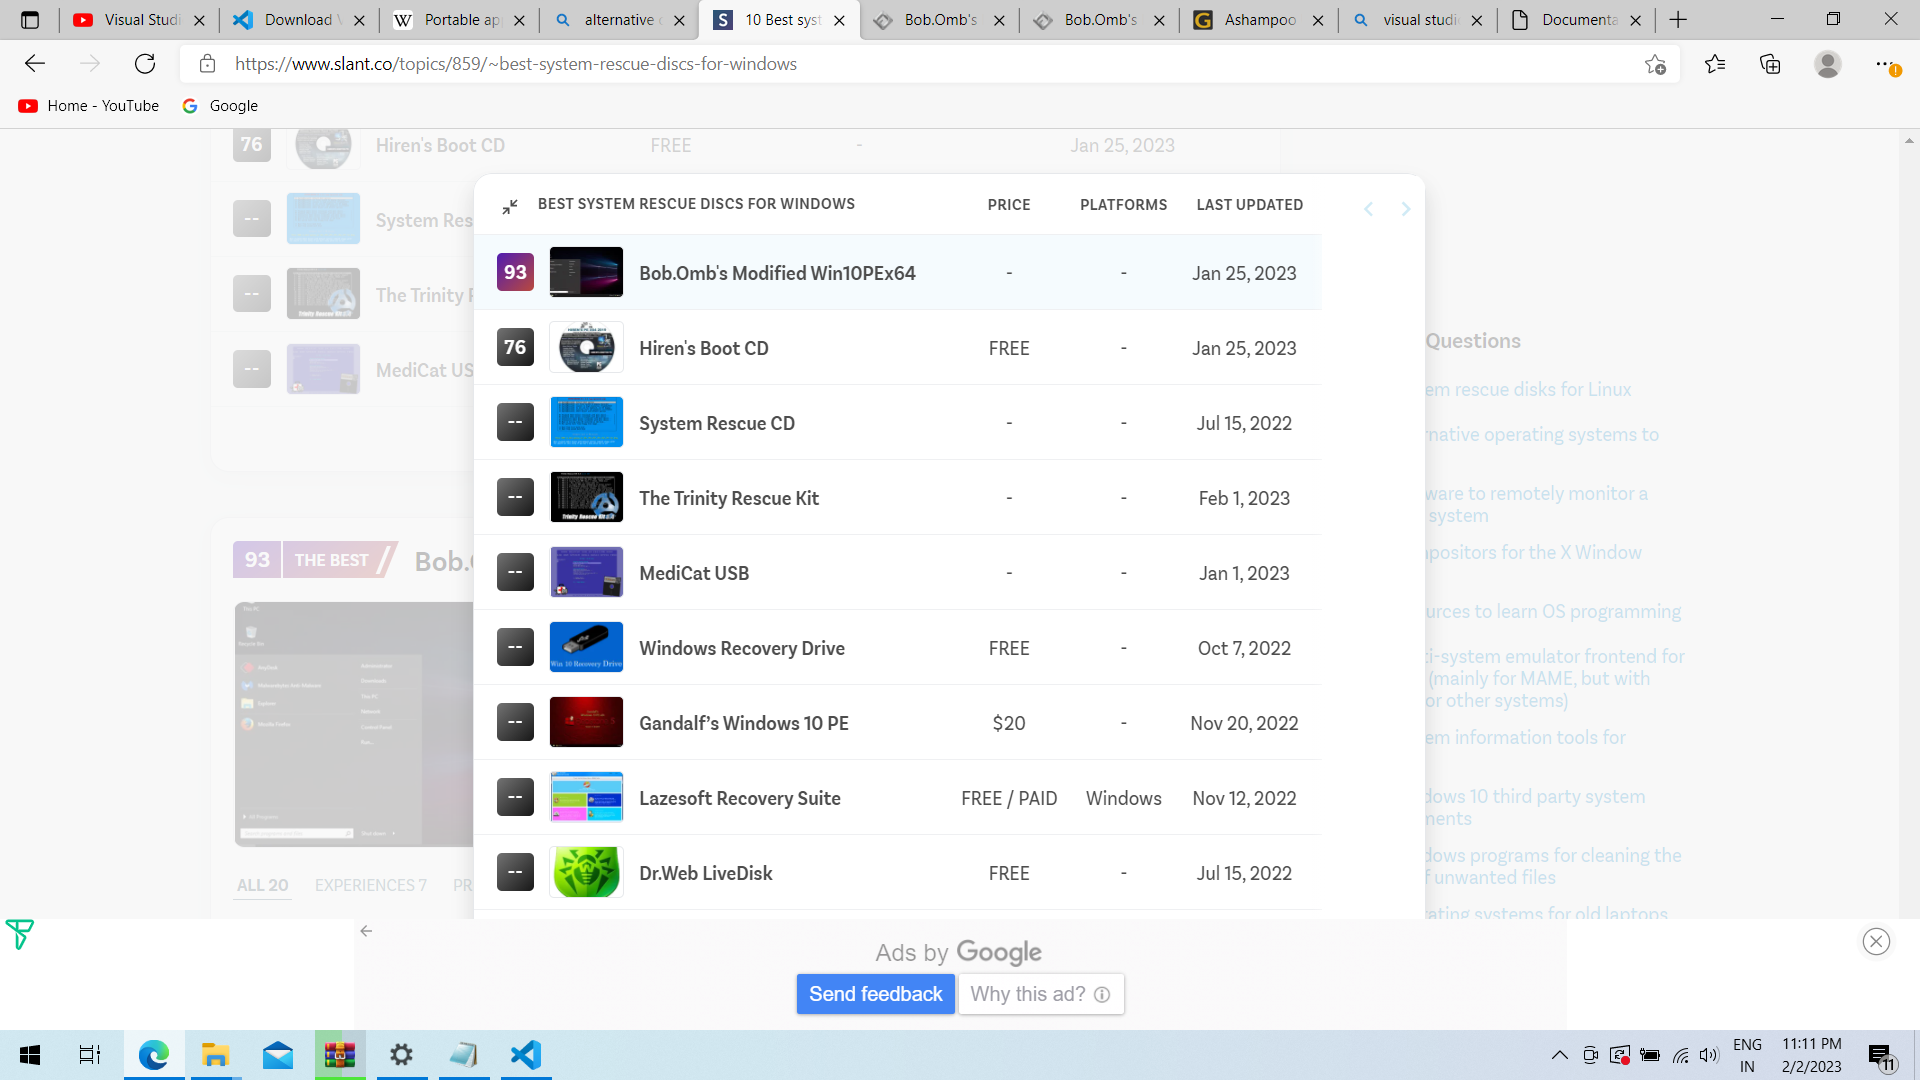 Visual Studi
Download
Portable ap
alternative
10 Best syst
Bob.Omb's
Bob.Omb's
Ashampoo
visual studi
Documenta
https://www.slant.co/topics/859/~best-system-rescue-discs-for-windows
Home - YouTube
Google
76 Hiren's Boot CD FREE - Jan 25, 2023
-- System Res
-- The Trinity
-- MediCat US
BEST SYSTEM RESCUE DISCS FOR WINDOWS PRICE PLATFORMS LAST UPDATED
93 Bob.Omb's Modified Win10PEx64 - - Jan 25, 2023
76 Hiren's Boot CD FREE - Jan 25, 2023
-- System Rescue CD - - Jul 15, 2022
-- The Trinity Rescue Kit - - Feb 1, 2023
-- MediCat USB - - Jan 1, 2023
-- Windows Recovery Drive FREE - Oct 7, 2022
-- Gandalf's Windows 10 PE $20 - Nov 20, 2022
-- Lazesoft Recovery Suite FREE / PAID Windows Nov 12, 2022
-- Dr.Web LiveDisk FREE - Jul 15, 2022
93 THE BEST Bob.
ALL 20 EXPERIENCES 7 PR
Questions
em rescue disks for Linux
native operating systems to
ware to remotely monitor a
system
positors for the X Window
urces to learn OS programming
ti-system emulator frontend for
(mainly for MAME, but with
or other systems)
em information tools for
dows 10 third party system
nents
dows programs for cleaning the
f unwanted files
ating systems for old laptops
Ads by Google
Send feedback
Why this ad?
ENG
IN
11:11 PM
2/2/2023
11